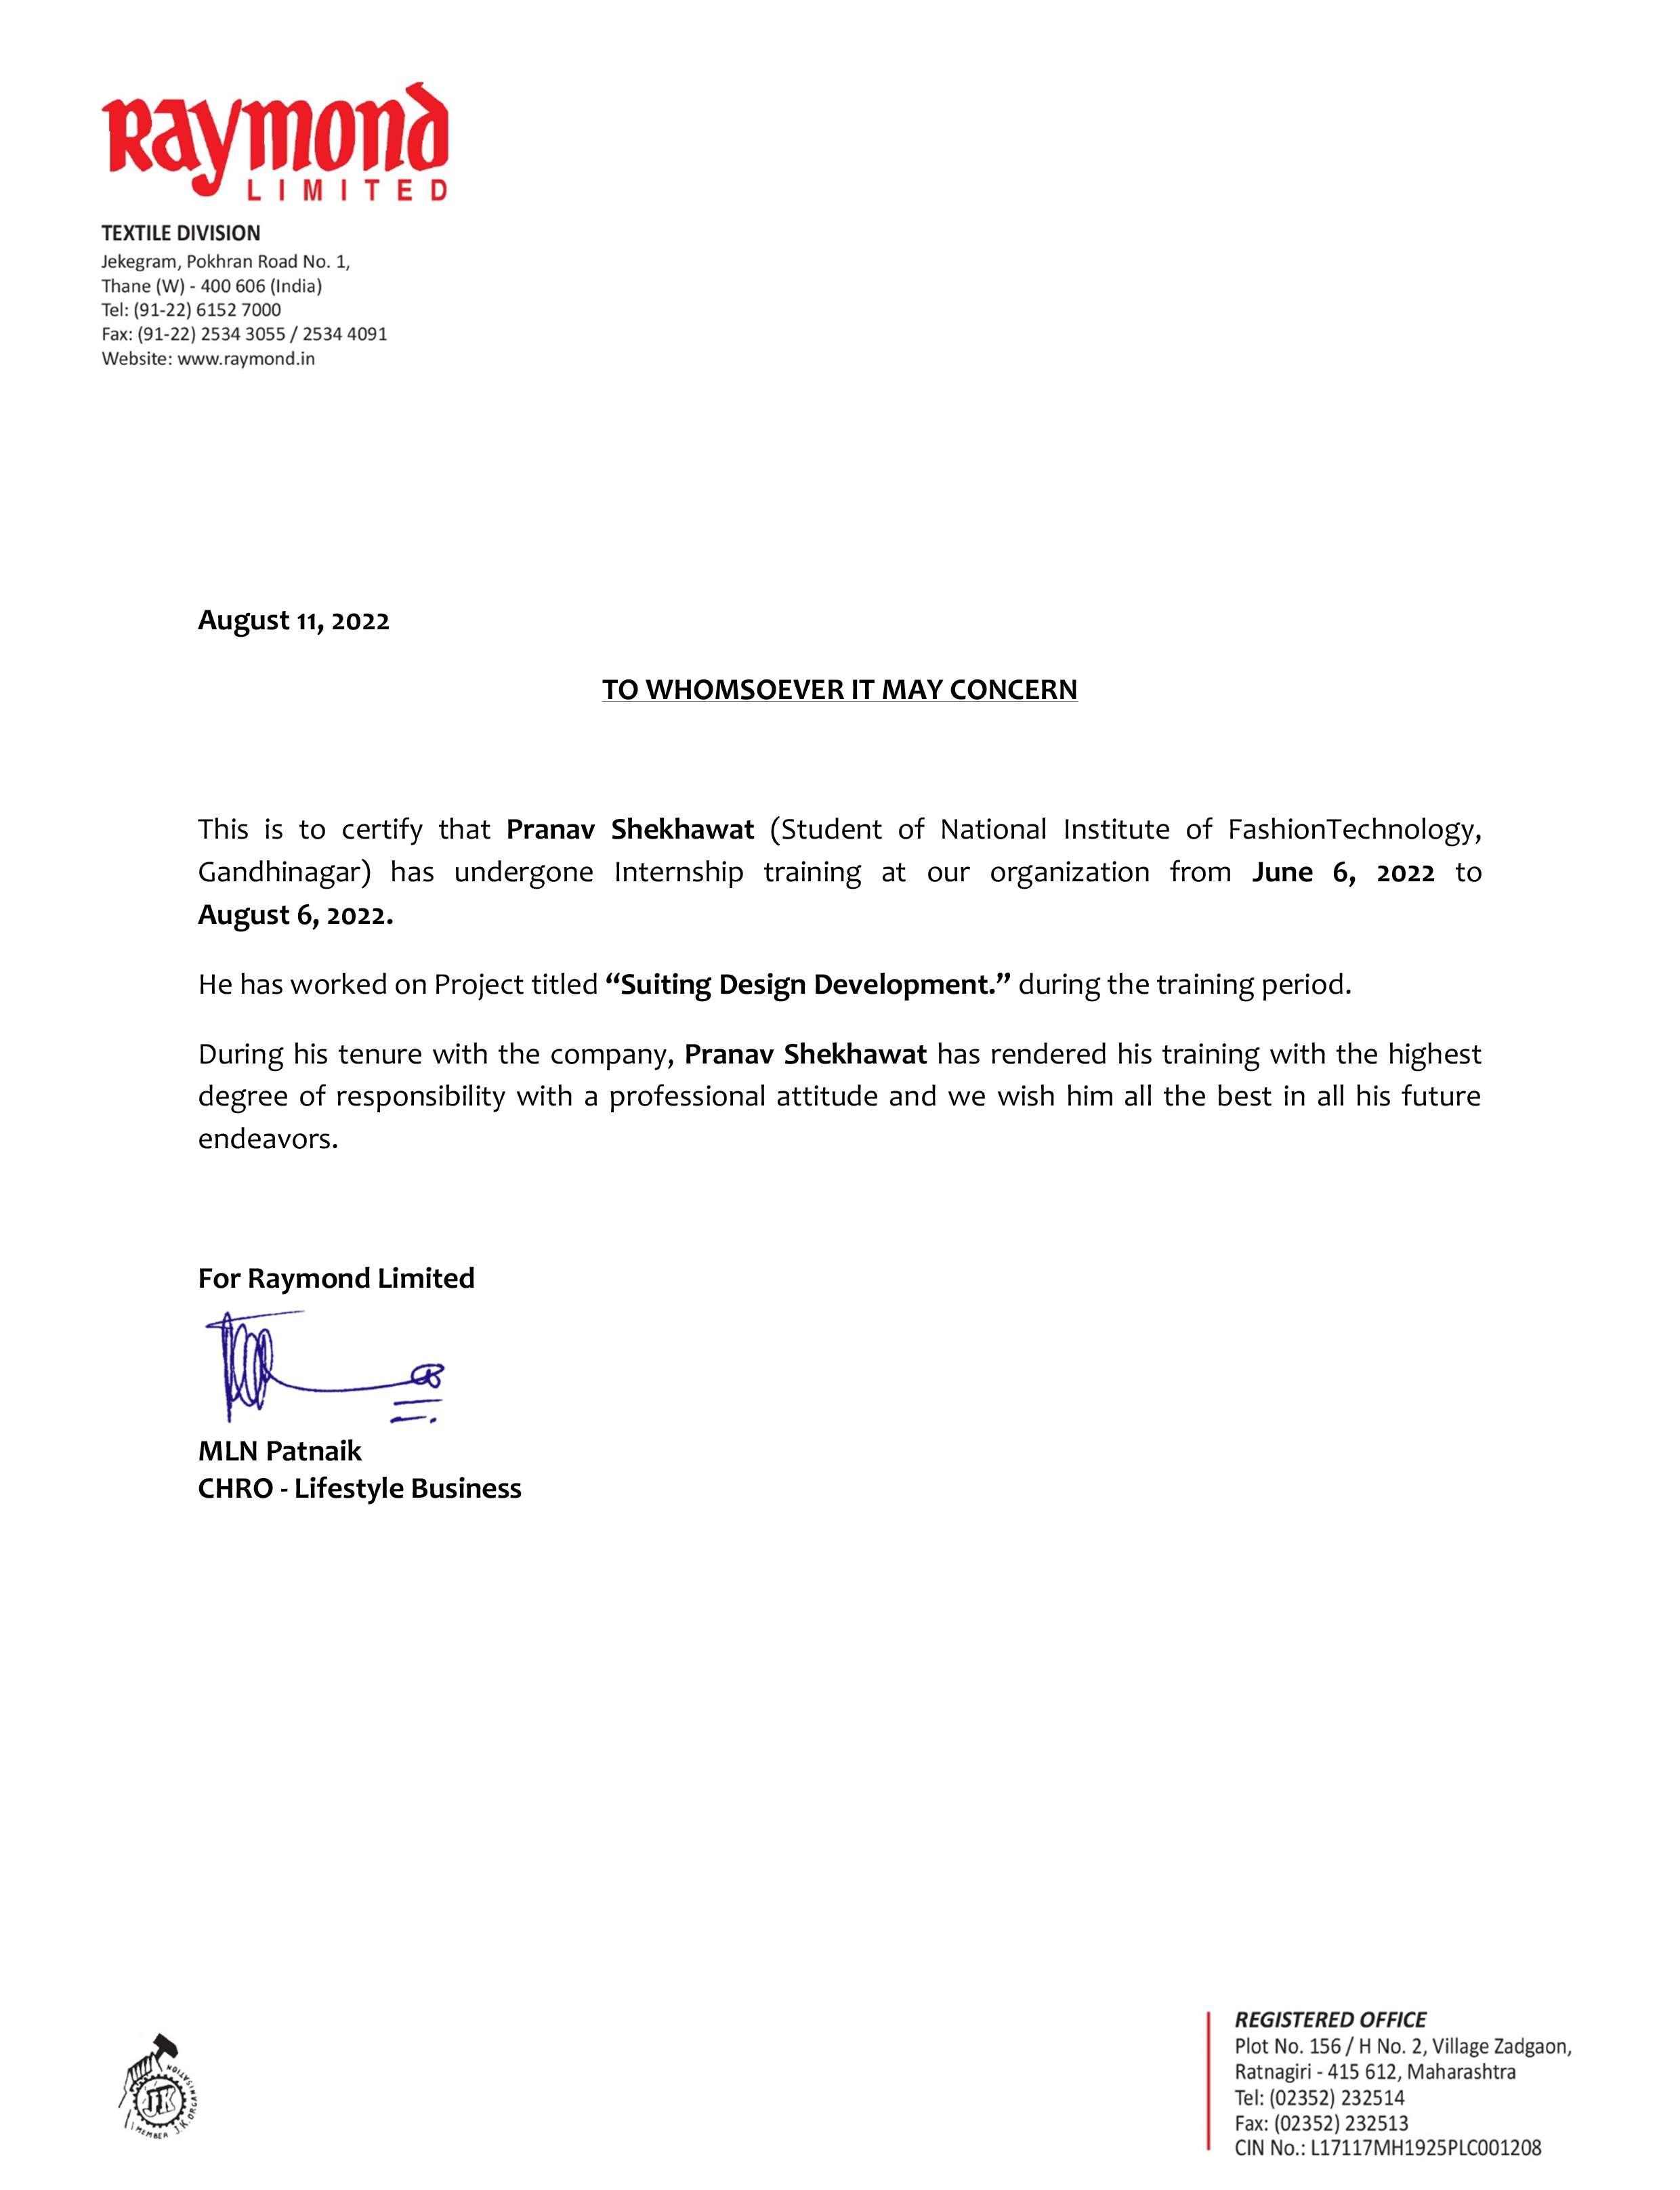 Raymond
LIMITED
TEXTILE DIVISION
Jekegram, Pokhran Road No. 1,
Thane (W) - 400 606 (India)
Tel: (91-22) 6152 7000
Fax: (91-22) 2534 3055 / 2534 4091
Website: www.raymond.in
August 11, 2022
TO WHOMSOEVER IT MAY CONCERN
This is to certify that Pranav Shekhawat (Student of National Institute of FashionTechnology,
Gandhinagar) has undergone Internship training at our organization from June 6, 2022 to
August 6, 2022.
He has worked on Project titled “Suiting Design Development.” during the training period.
During his tenure with the company, Pranav Shekhawat has rendered his training with the highest
degree of responsibility with a professional attitude and we wish him all the best in all his future
endeavors.
For Raymond Limited
MLN Patnaik
CHRO - Lifestyle Business
JK
MEMBER J.K. ORGANISATION
REGISTERED OFFICE
Plot No. 156 / H No. 2, Village Zadgaon,
Ratnagiri - 415 612, Maharashtra
Tel: (02352) 232514
Fax: (02352) 232513
CIN No.: L17117MH1925PLC001208